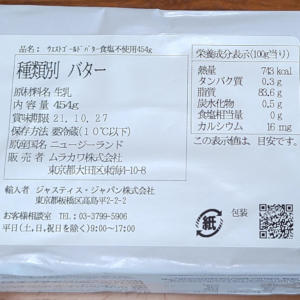 品名: ウエストゴールドバター食塩不使用454g
種類別 バター
原材料名: 生乳
内容量 454g
賞味期限 21.10.27
保存方法 要冷蔵(10℃以下)
原産国名 ニュージーランド
販売者 ムラカワ株式会社
東京都大田区東海4-10-8
輸入者 ジャスティス・ジャパン株式会社
東京都板橋区高島平2-2-2
お客様相談室 TEL 03-3799-5906
平日(土,日,祝日を除く)9:00~17:00
栄養成分表示(100g当り)
熱量 743kcal
タンパク質 0.3g
脂質 83.6g
炭水化物 0.5g
食塩相当量 0g
カルシウム 16mg
この表示値は、目安です。
紙
包装